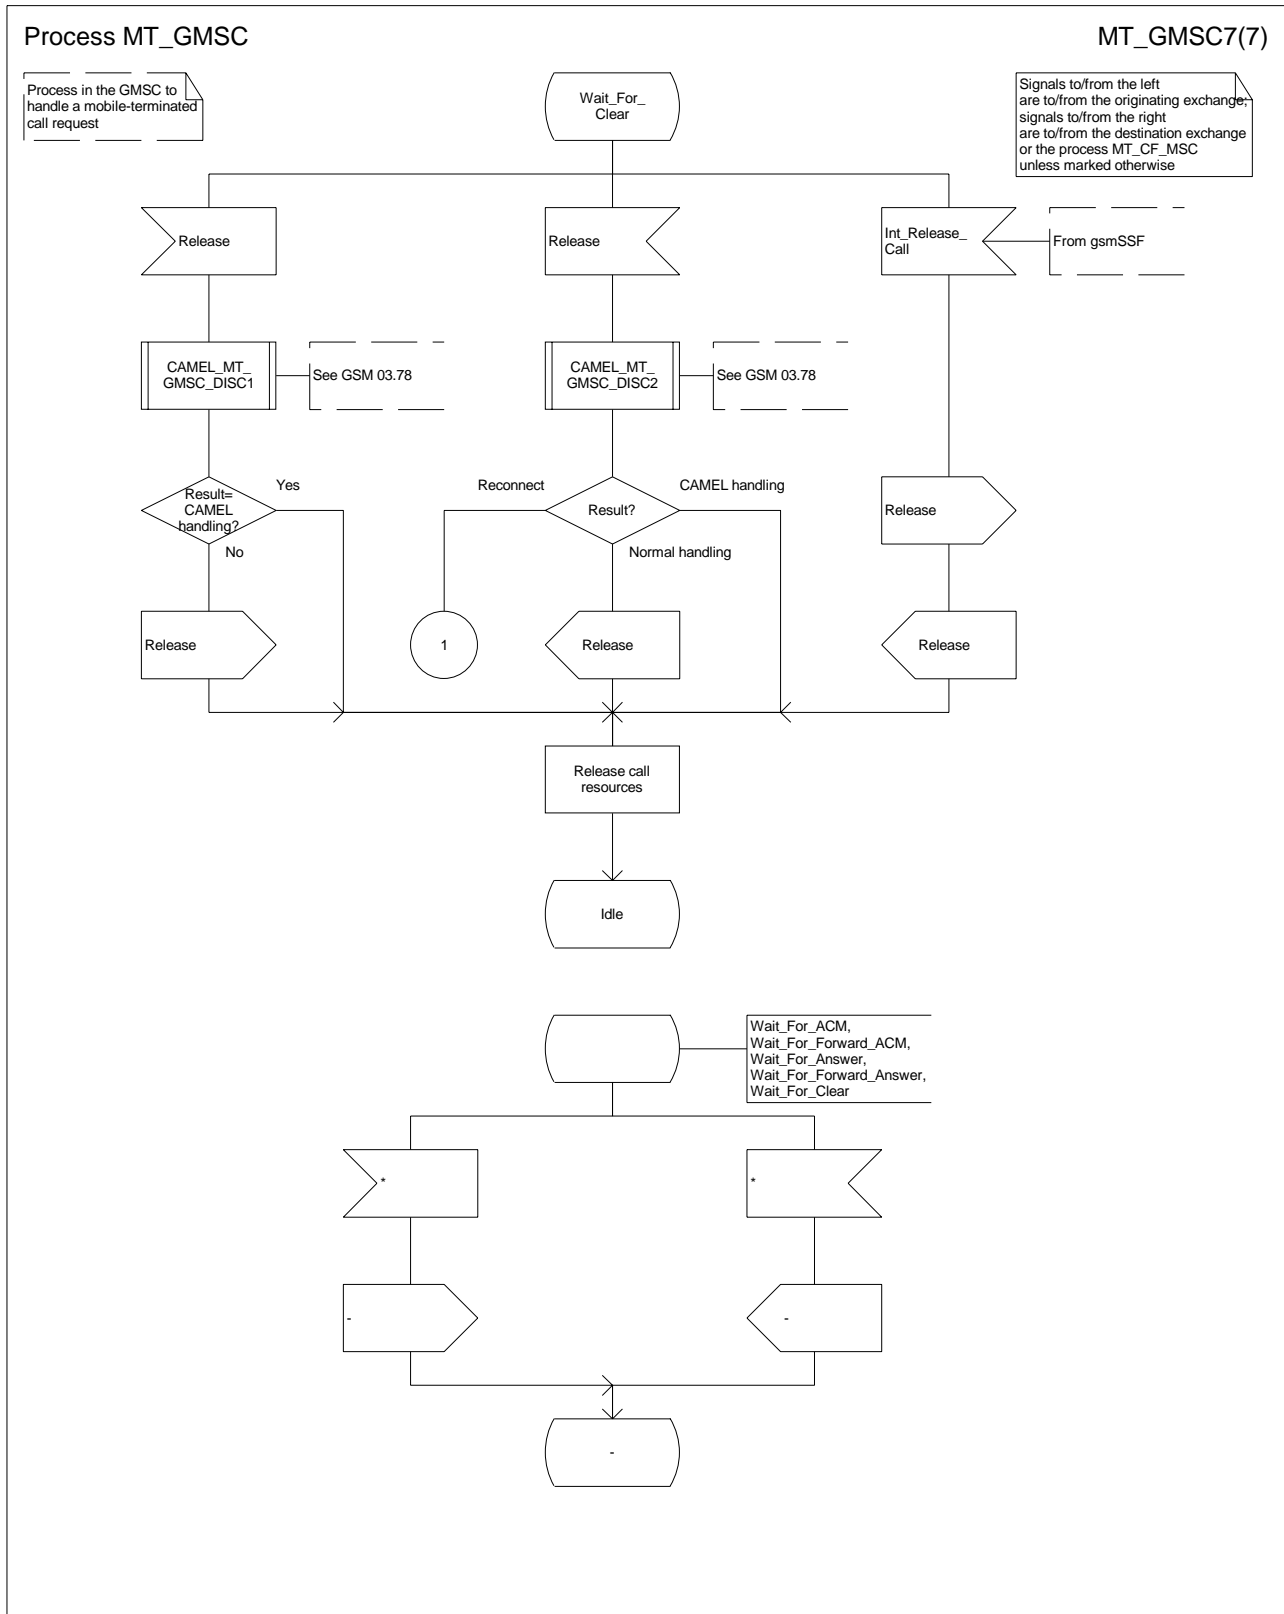 Process MT_GMSC
MT_GMSC7(7)
Process in the GMSC to
handle a mobile-terminated
call request
Signals to/from the left
are to/from the originating exchange;
signals to/from the right
are to/from the destination exchange
or the process MT_CF_MSC
unless marked otherwise
Wait_For_
Clear
Release
Release
Int_Release_
Call
From gsmSSF
CAMEL_MT_
GMSC_DISC1
See GSM 03.78
CAMEL_MT_
GMSC_DISC2
See GSM 03.78
Result=
CAMEL
handling?
Yes
No
Reconnect
Result?
CAMEL handling
Normal handling
Release
Release
1
Release
Release
Release call
resources
Idle
Wait_For_ACM,
Wait_For_Forward_ACM,
Wait_For_Answer,
Wait_For_Forward_Answer,
Wait_For_Clear
*
*
-
-
-